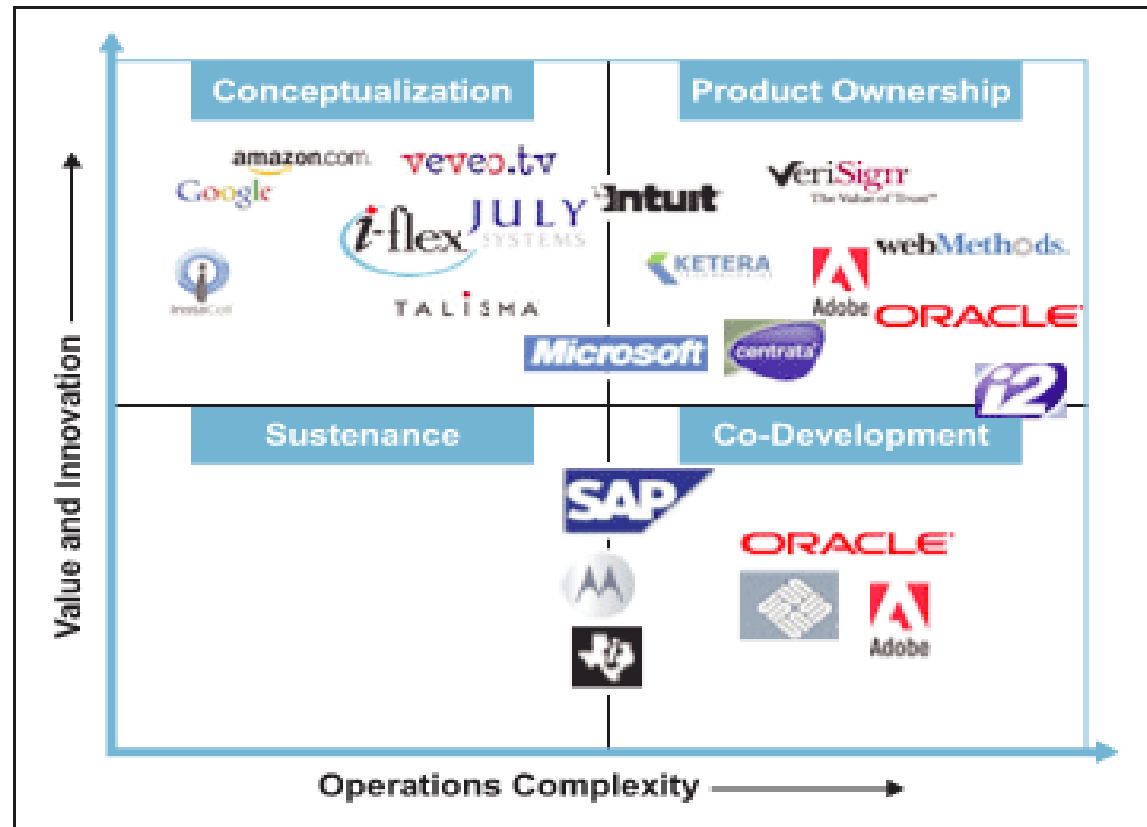 Conceptualization
Product Ownership
amazon.com.
veveo.tv
Google
VeriSign
The Value of Trust™
Intuit
i-flex
JULY
SYSTEMS
webMethods.
KETERA
Adobe
TALISMA
ORACLE
Microsoft
centrata
i2
Sustenance
Co-Development
SAP
ORACLE
Adobe
Value and Innovation
Operations Complexity